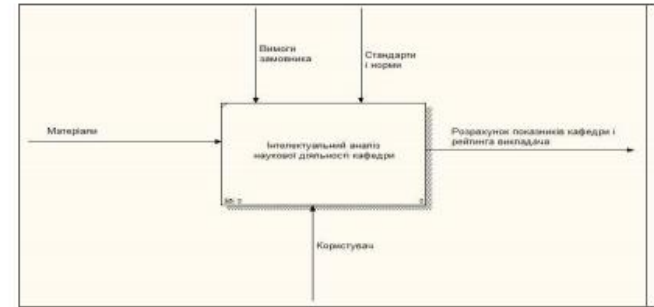 Вимоги
замовника
Стандарти
і норми
Матеріали
Інтелектуальний аналіз
наукової діяльності кафедри
Розрахунок показників кафедри і
рейтинга викладача
Користувач